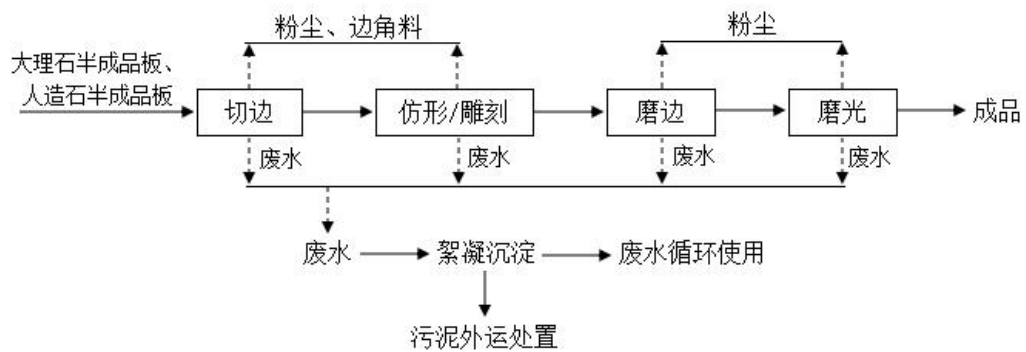 粉尘、边角料
粉尘
大理石半成品板、
人造石半成品板
切边
仿形/雕刻
磨边
磨光
成品
废水
废水
废水
废水
废水
絮凝沉淀
废水循环使用
污泥外运处置